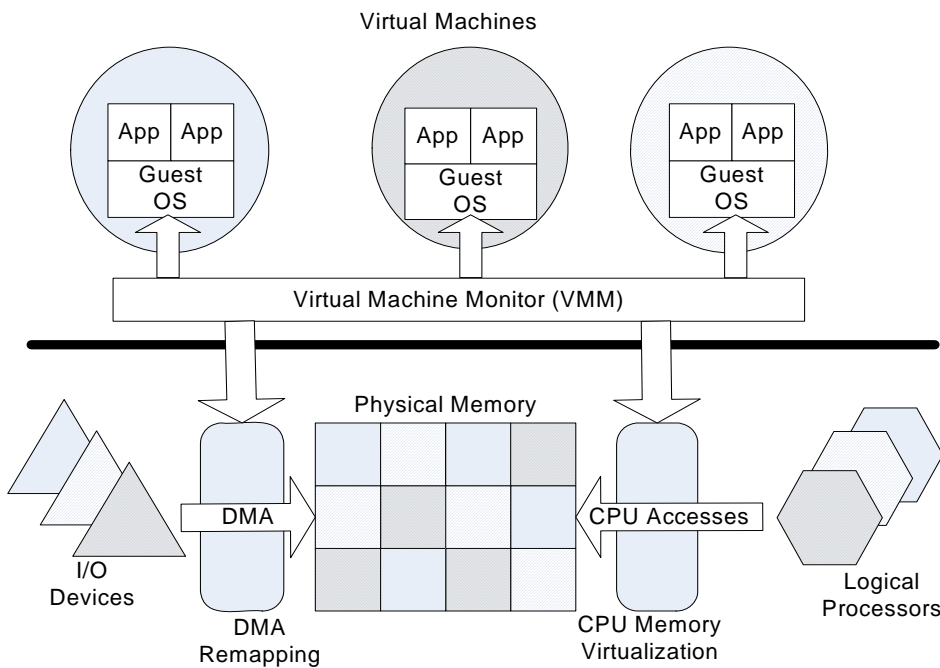 Virtual Machines
App App
Guest
OS
App App
Guest
OS
App App
Guest
OS
Virtual Machine Monitor (VMM)
Physical Memory
DMA
CPU Accesses
I/O
Devices
DMA
Remapping
CPU Memory
Virtualization
Logical
Processors